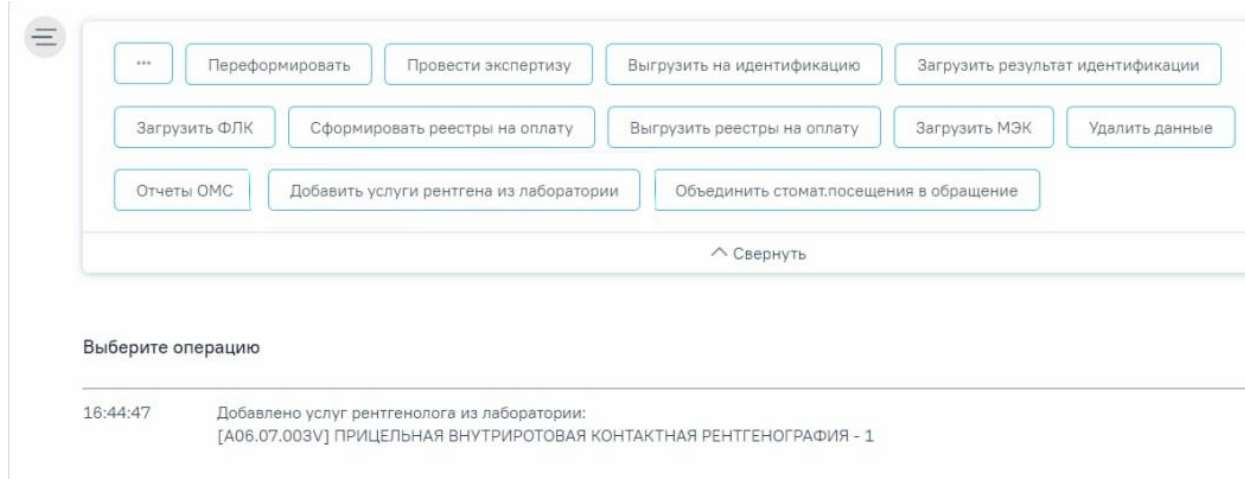 ... Переформировать Провести экспертизу Выгрузить на идентификацию Загрузить результат идентификации
Загрузить ФЛК Сформировать реестры на оплату Выгрузить реестры на оплату Загрузить МЭК Удалить данные
Отчеты ОМС Добавить услуги рентгена из лаборатории Объединить стомат.посещения в обращение
Свернуть
Выберите операцию
16:44:47 Добавлено услуг рентгенолога из лаборатории:
[A06.07.003V] ПРИЦЕЛЬНАЯ ВНУТРИРОТОВАЯ КОНТАКТНАЯ РЕНТГЕНОГРАФИЯ - 1